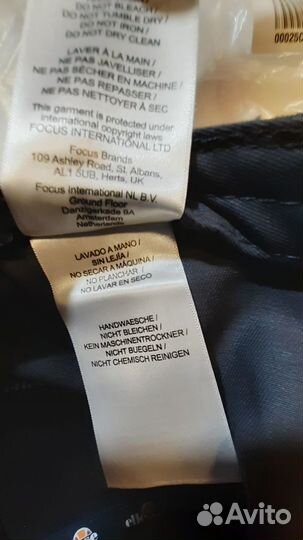 DO NOT BLEACH/
DO NOT TUMBLE DRY/
DO NOT IRON/
DO NOT DRY CLEAN
LAVER À LA MAIN /
NE PAS JAVELLISER/
NE PAS SÉCHER EN MACHINE /
NE PAS REPASSER/
NE PAS NETTOYER À SEC
This garment is protected under
international copyright laws
FOCUS INTERNATIONAL LTD
Focus Brands
109 Ashley Road, St. Albans,
AL1 5UB, Herts, UK
Focus International NL B.V.
Ground Floor
Danzigerkade 9A
Amsterdam
Netherlands
LAVADO A MANO /
SIN LEJÍA /
NO SECAR A MÁQUINA /
NO PLANCHAR /
NO LAVAR EN SECO
HANDWAESCHE /
NICHT BLEICHEN /
KEIN MASCHINENTROCKNER /
NICHT BUEGELN /
NICHT CHEMISCH REINIGEN
00025C
Avito